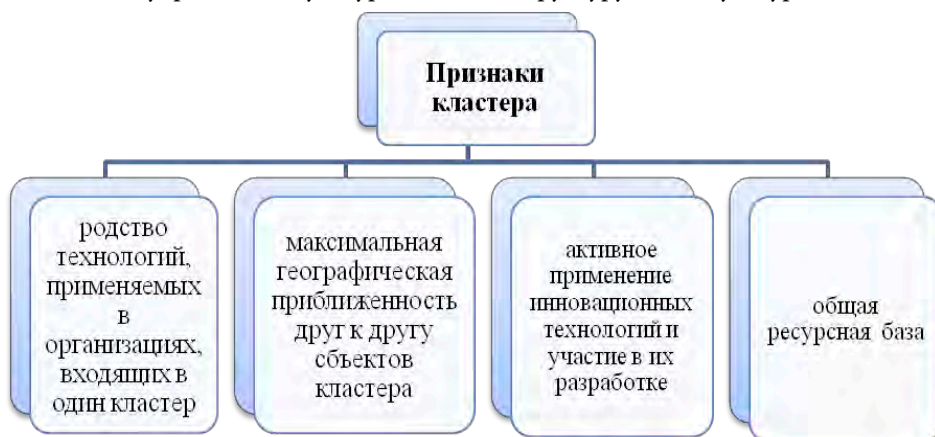 Признаки
кластера
родство
технологий,
применяемых
в
организациях,
входящих в
один кластер
максимальная
географическая
приближенность
друг к другу
сбъектов
кластера
активное
применение
инновационных
технологий и
участие в их
разработке
общая
ресурсная база